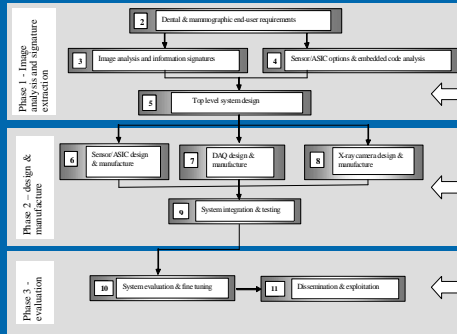 Phase 1 - Image
analysis and signature
extraction
2 Dental & mammographic end-user requirements
3 Image analysis and information signatures
4 Sensor/ASIC options & embedded code analysis
5 Top level system design
Phase 2 – design &
manufacture
6 Sensor/ASIC design
& manufacture
7 DAQ design &
manufacture
8 X-ray camera design &
manufacture
9 System integration & testing
Phase 3 -
evaluation
10 System evaluation & fine tuning
11 Dissemination & exploitation